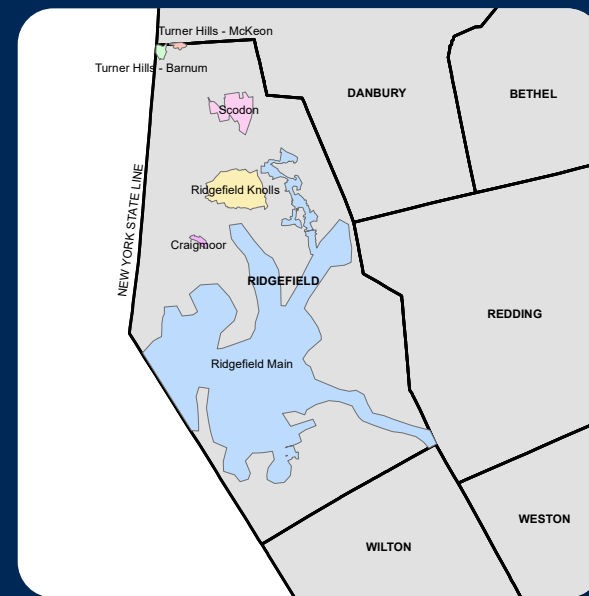 Turner Hills - McKeon
Turner Hills - Barnum
DANBURY
BETHEL
Scodon
Ridgefield Knolls
NEW YORK STATE LINE
Craigmoor
RIDGEFIELD
REDDING
Ridgefield Main
WESTON
WILTON